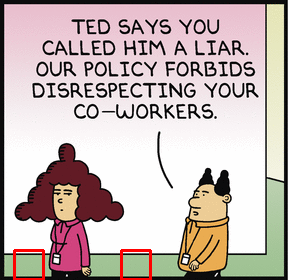 TED SAYS YOU
CALLED HIM A LIAR.
OUR POLICY FORBIDS
DISRESPECTING YOUR
CO-WORKERS.